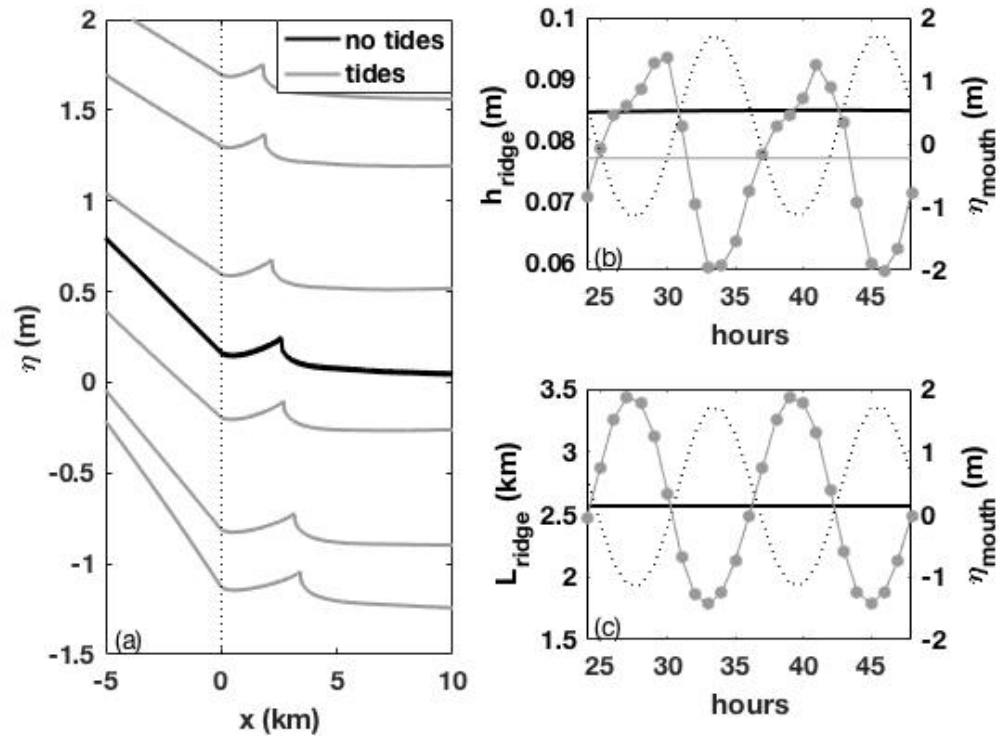 2
1.5
1
0.5
0
-0.5
-1
-1.5
η (m)
-5 0 5 10
x (km)
no tides
tides
(a)
0.1
0.09
0.08
0.07
0.06
h_ridge (m)
2
1
0
-1
-2
η_mouth (m)
(b)
25 30 35 40 45
hours
3.5
3
2.5
2
1.5
L_ridge (km)
2
1
0
-1
-2
η_mouth (m)
(c)
25 30 35 40 45
hours